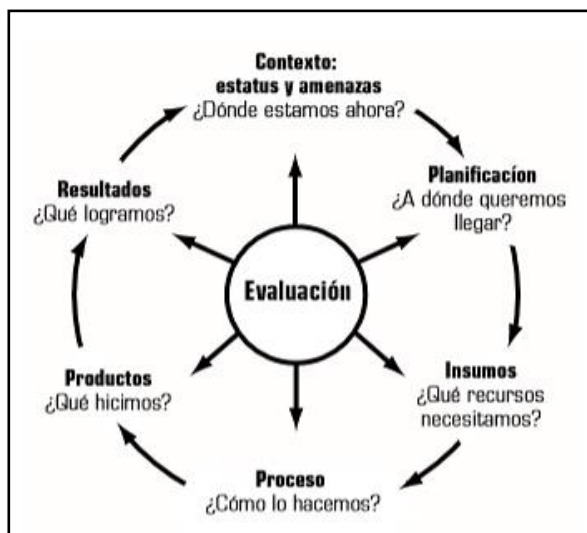 Contexto:
estatus y amenazas
¿Dónde estamos ahora?
Planificacíon
¿A dónde queremos
llegar?
Insumos
¿Qué recursos
necesitamos?
Proceso
¿Cómo lo hacemos?
Productos
¿Qué hicimos?
Resultados
¿Qué logramos?
Evaluación